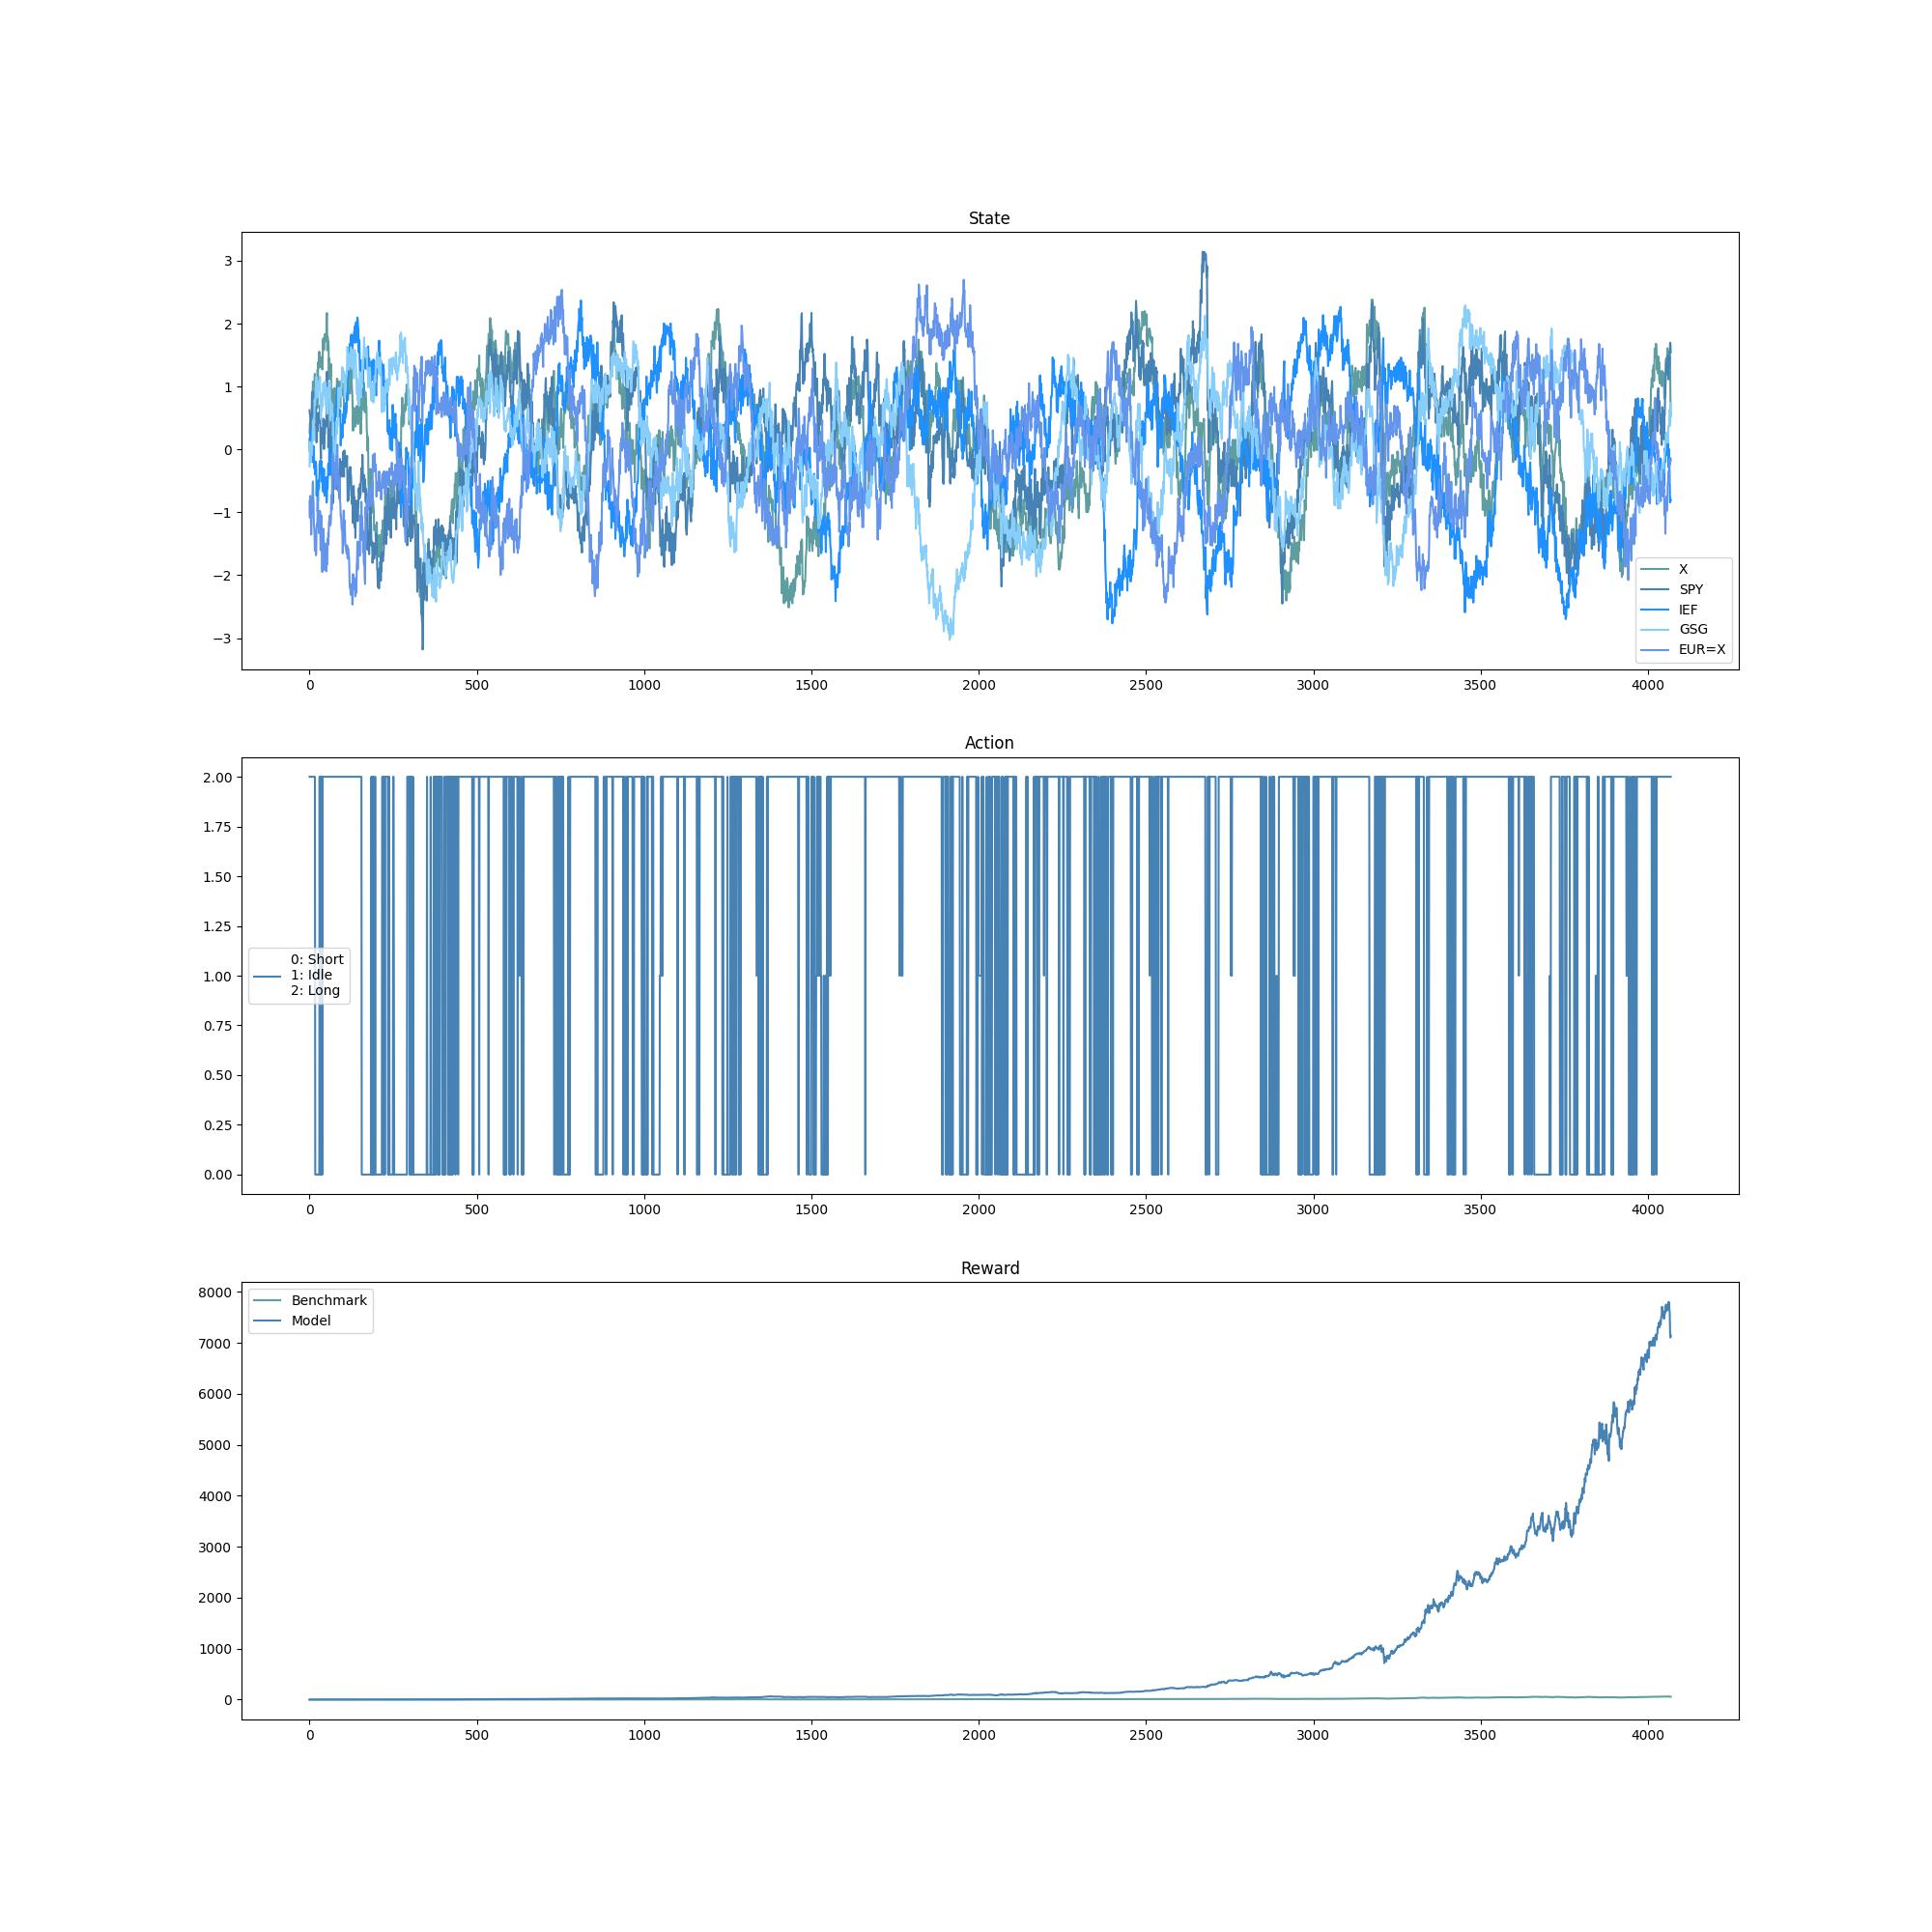 State
3
2
1
0
−1
−2
−3
X
SPY
IEF
GSG
EUR=X
0 500 1000 1500 2000 2500 3000 3500 4000
Action
2.00
1.75
1.50
1.25
1.00
0.75
0.50
0.25
0.00
0: Short
1: Idle
2: Long
0 500 1000 1500 2000 2500 3000 3500 4000
Reward
Benchmark
Model
8000
7000
6000
5000
4000
3000
2000
1000
0
0 500 1000 1500 2000 2500 3000 3500 4000